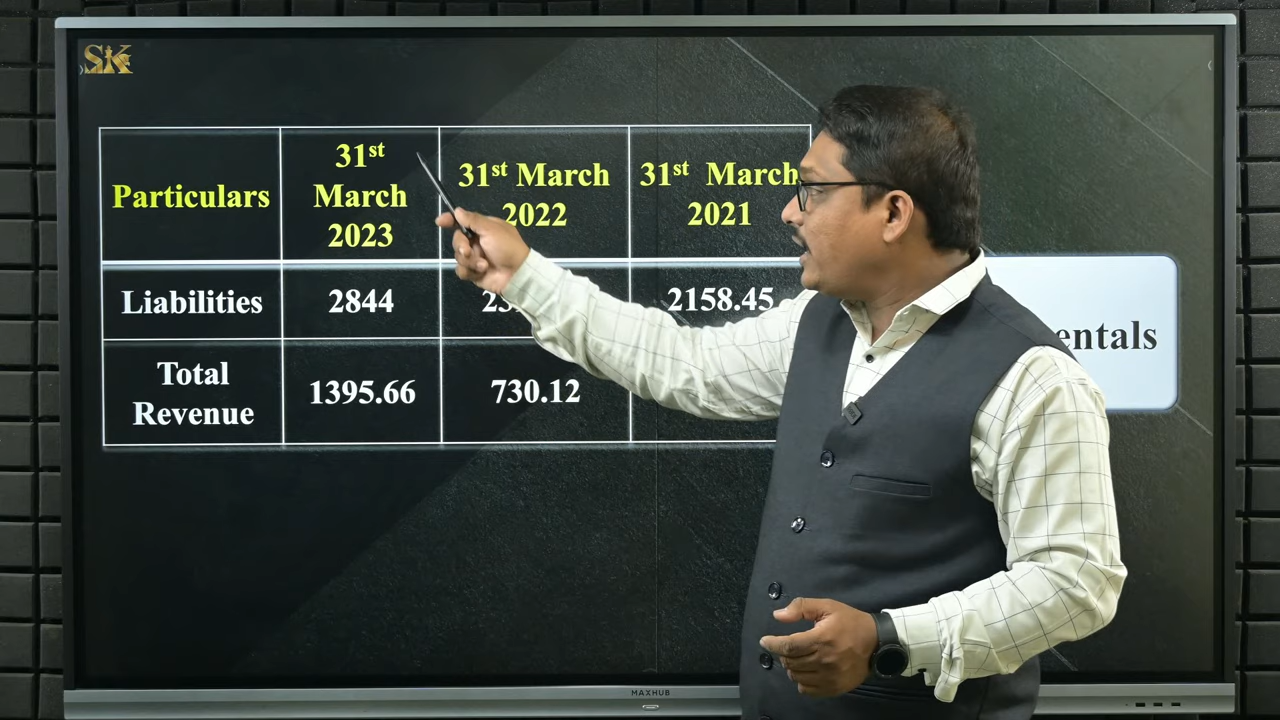 SK
Particulars
31st
March
2023
31st March
2022
31st March
2021
Liabilities
2844
2158.45
Total
Revenue
1395.66
730.12
MAXHUB